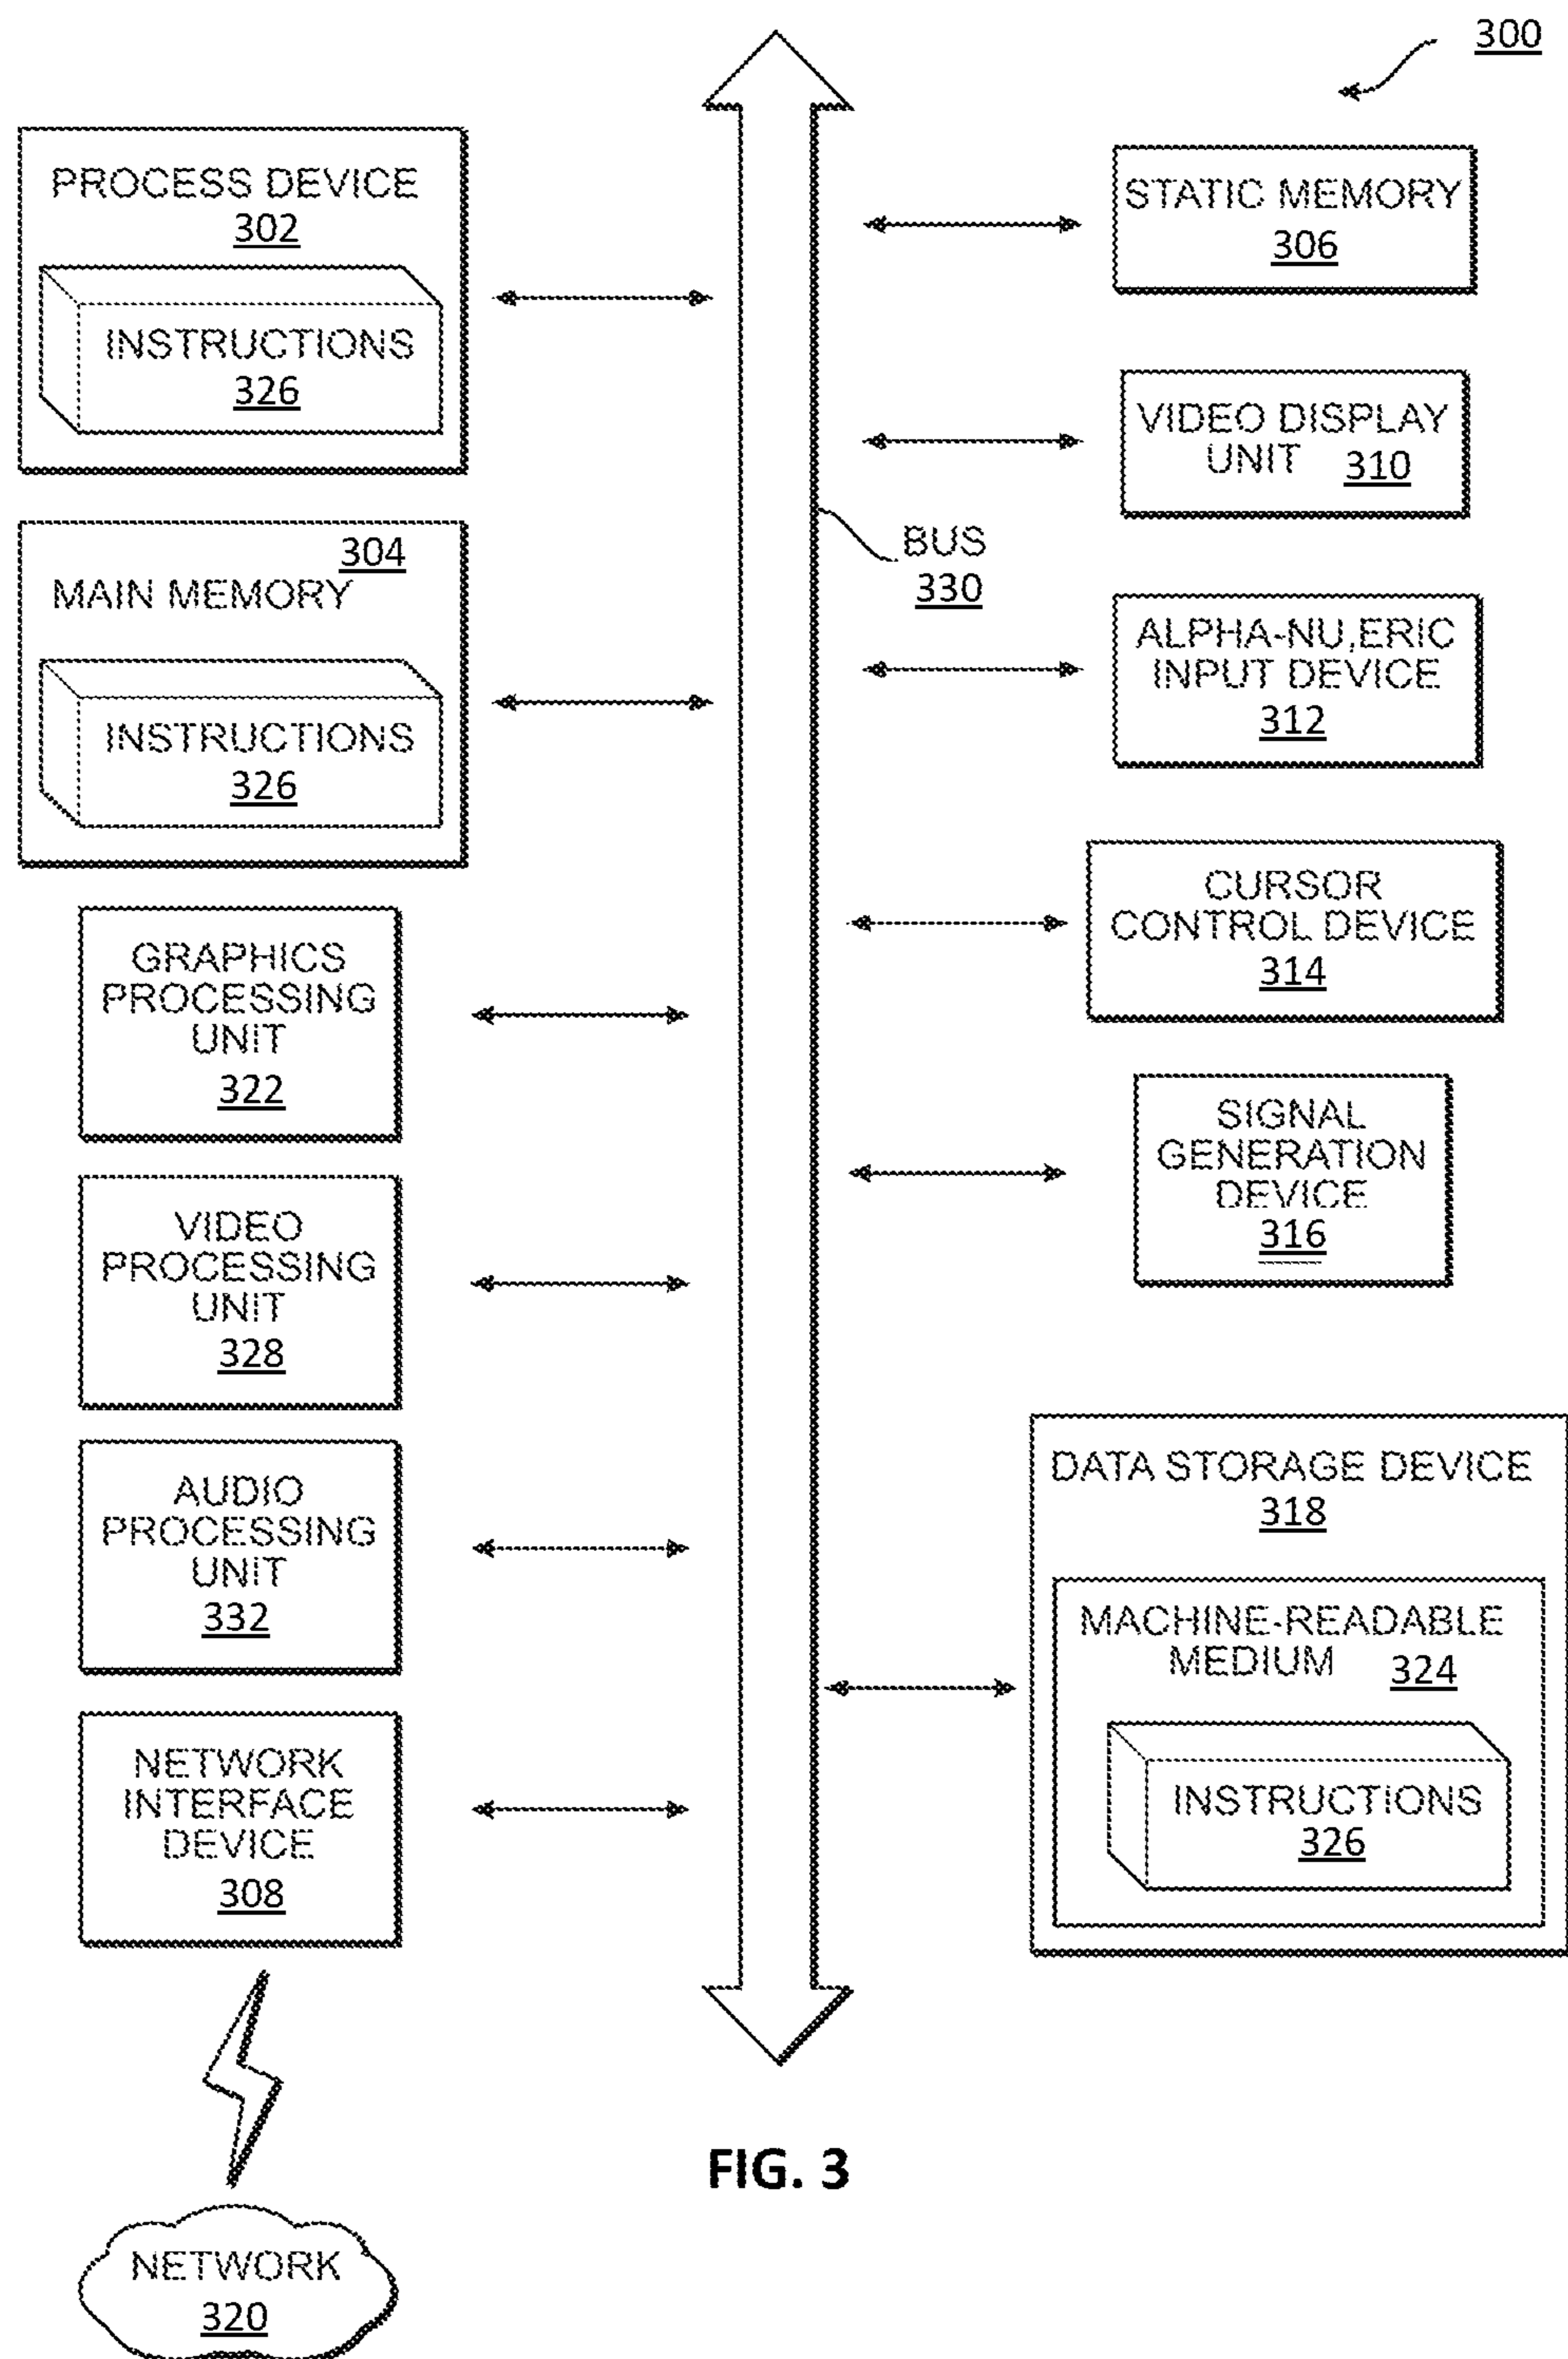 300
PROCESS DEVICE
302
INSTRUCTIONS
326
304
MAIN MEMORY
INSTRUCTIONS
326
GRAPHICS
PROCESSING
UNIT
322
VIDEO
PROCESSING
UNIT
328
AUDIO
PROCESSING
UNIT
332
NETWORK
INTERFACE
DEVICE
308
NETWORK
320
BUS
330
STATIC MEMORY
306
VIDEO DISPLAY
UNIT 310
ALPHA-NU,ERIC
INPUT DEVICE
312
CURSOR
CONTROL DEVICE
314
SIGNAL
GENERATION
DEVICE
316
DATA STORAGE DEVICE
318
MACHINE-READABLE
MEDIUM 324
INSTRUCTIONS
326
FIG. 3